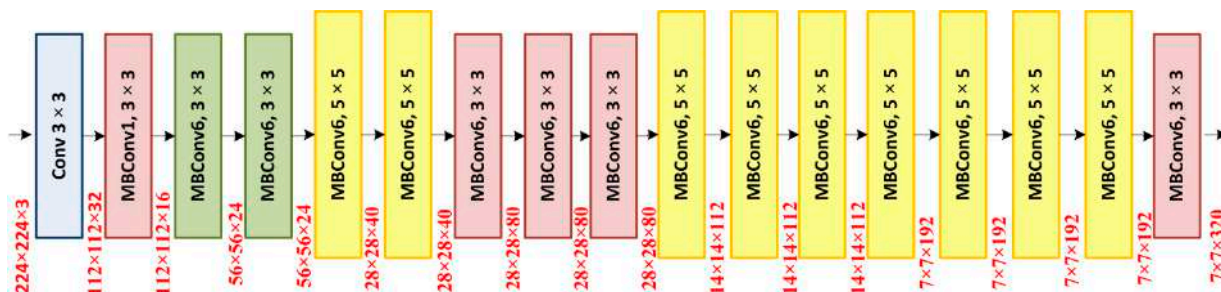 224×224×3
Conv 3 × 3
112×112×32
MBConv1, 3 × 3
112×112×16
MBConv6, 3 × 3
56×56×24
MBConv6, 3 × 3
56×56×24
MBConv6, 5 × 5
28×28×40
MBConv6, 5 × 5
28×28×40
MBConv6, 3 × 3
28×28×80
MBConv6, 3 × 3
28×28×80
MBConv6, 3 × 3
28×28×80
MBConv6, 5 × 5
14×14×112
MBConv6, 5 × 5
14×14×112
MBConv6, 5 × 5
14×14×112
MBConv6, 5 × 5
7×7×192
MBConv6, 5 × 5
7×7×192
MBConv6, 5 × 5
7×7×192
MBConv6, 5 × 5
7×7×192
MBConv6, 3 × 3
7×7×320